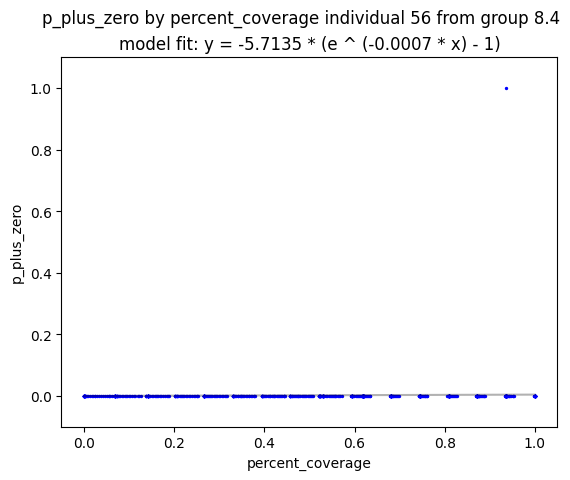 p_plus_zero by percent_coverage individual 56 from group 8.4
model fit: y = -5.7135 * (e ^ (-0.0007 * x) - 1)
1.0
0.8
0.6
0.4
0.2
0.0
p_plus_zero
0.0 0.2 0.4 0.6 0.8 1.0
percent_coverage